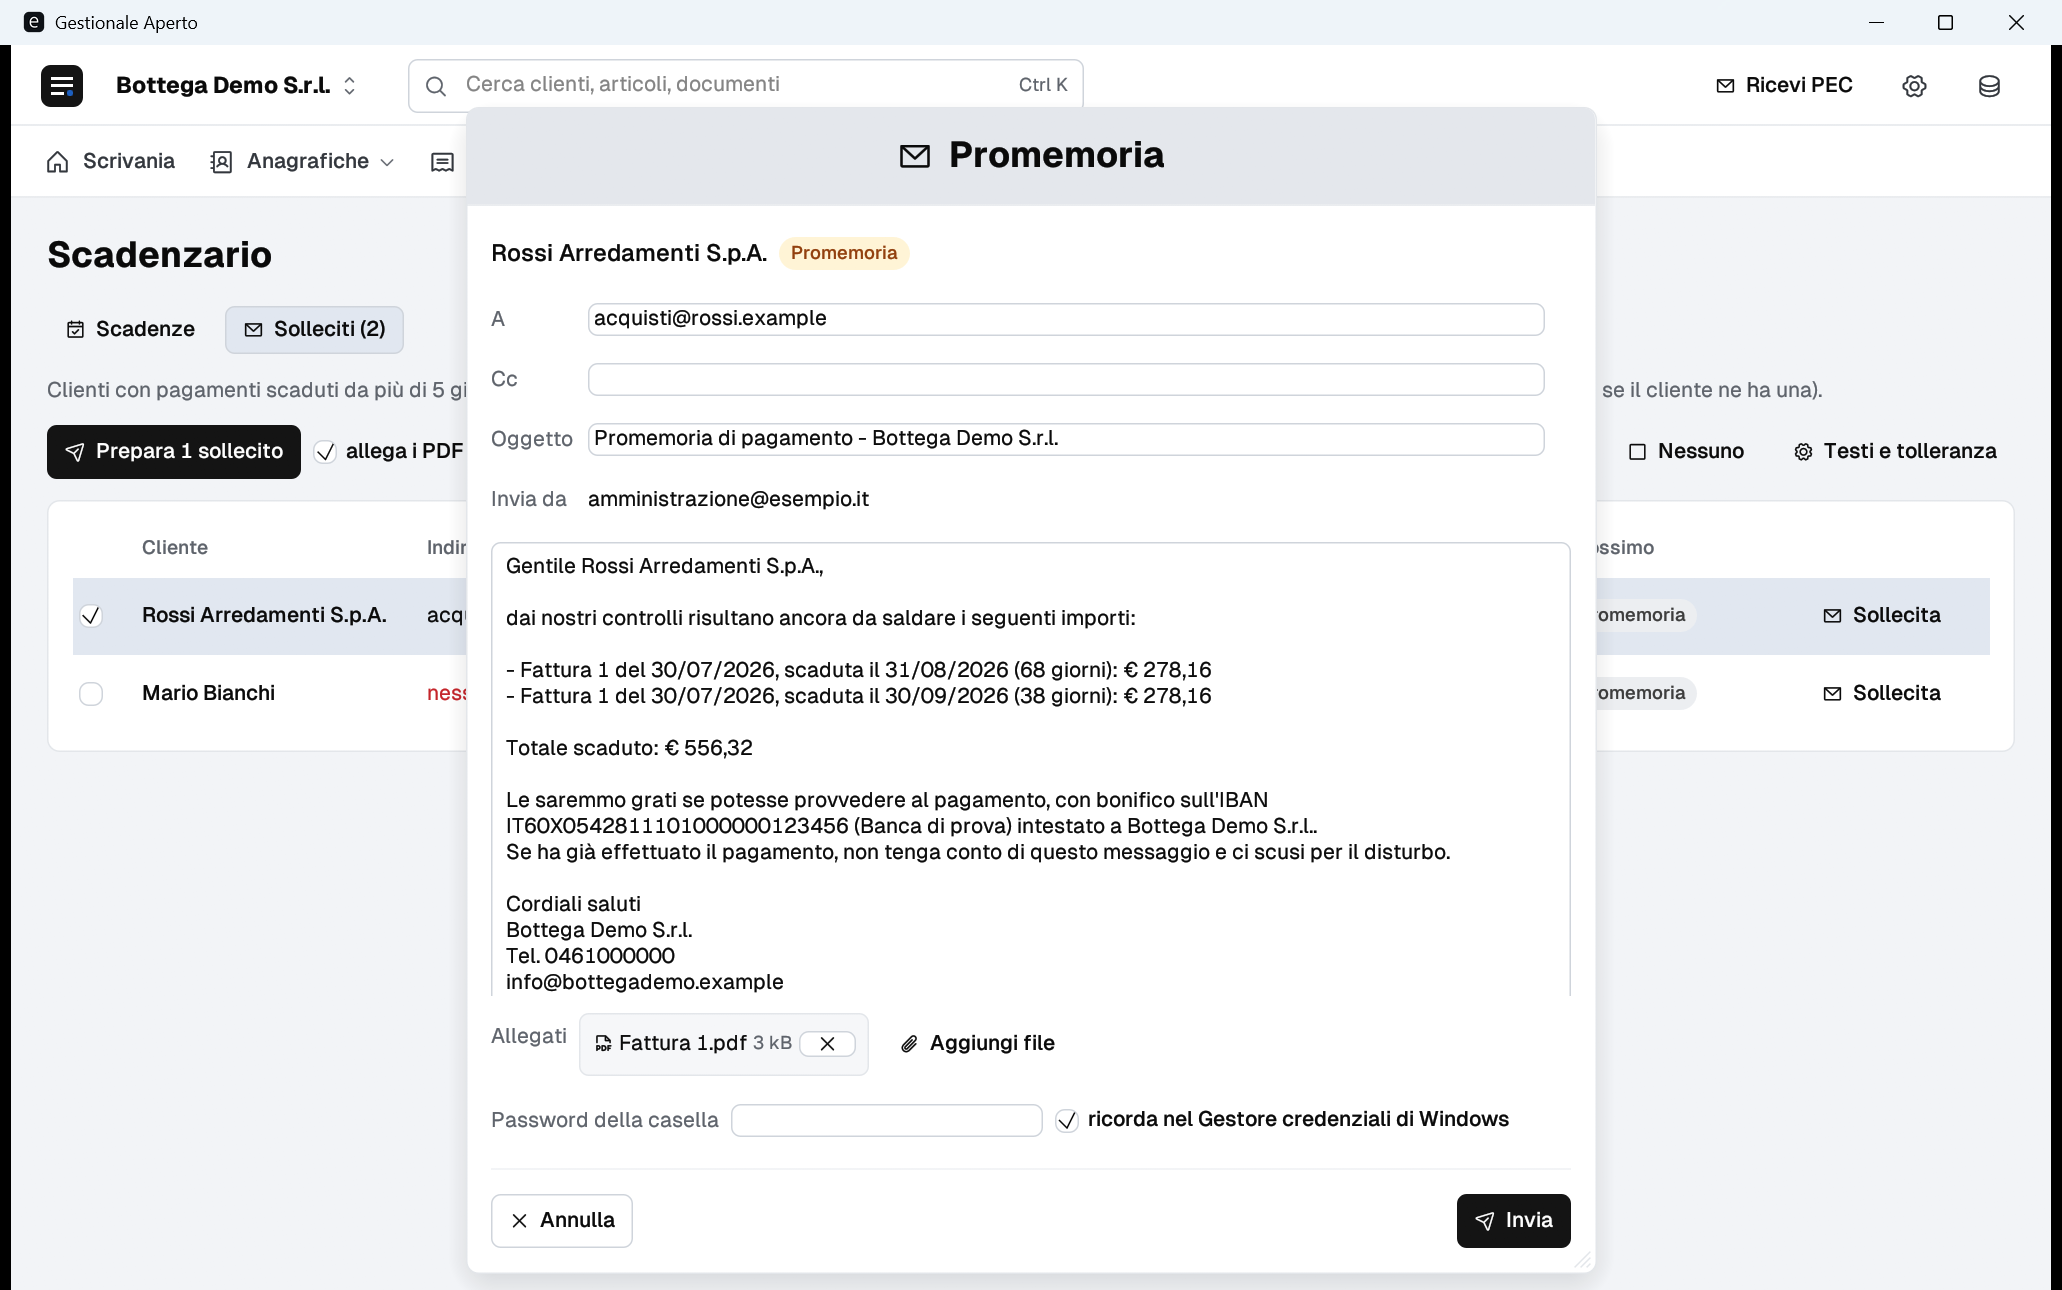 Gestionale Aperto
Bottega Demo S.r.l.
Cerca clienti, articoli, documenti
Ctrl K
Ricevi PEC
Scrivania
Anagrafiche
Promemoria
Scadenzario
Scadenze
Solleciti (2)
Clienti con pagamenti scaduti da più di 5 gi
se il cliente ne ha una).
Prepara 1 sollecito
allega i PDF
Nessuno
Testi e tolleranza
Cliente
Indir
ossimo
Rossi Arredamenti S.p.A.
acqu
omemoria
Sollecita
Mario Bianchi
ness
omemoria
Sollecita
Rossi Arredamenti S.p.A.
Promemoria
A
acquisti@rossi.example
Cc
Oggetto
Promemoria di pagamento - Bottega Demo S.r.l.
Invia da
amministrazione@esempio.it
Gentile Rossi Arredamenti S.p.A.,
dai nostri controlli risultano ancora da saldare i seguenti importi:
- Fattura 1 del 30/07/2026, scaduta il 31/08/2026 (68 giorni): € 278,16
- Fattura 1 del 30/07/2026, scaduta il 30/09/2026 (38 giorni): € 278,16
Totale scaduto: € 556,32
Le saremmo grati se potesse provvedere al pagamento, con bonifico sull'IBAN
IT60X0542811101000000123456 (Banca di prova) intestato a Bottega Demo S.r.l..
Se ha già effettuato il pagamento, non tenga conto di questo messaggio e ci scusi per il disturbo.
Cordiali saluti
Bottega Demo S.r.l.
Tel. 0461000000
info@bottegademo.example
Allegati
Fattura 1.pdf 3 kB
Aggiungi file
Password della casella
ricorda nel Gestore credenziali di Windows
Annulla
Invia